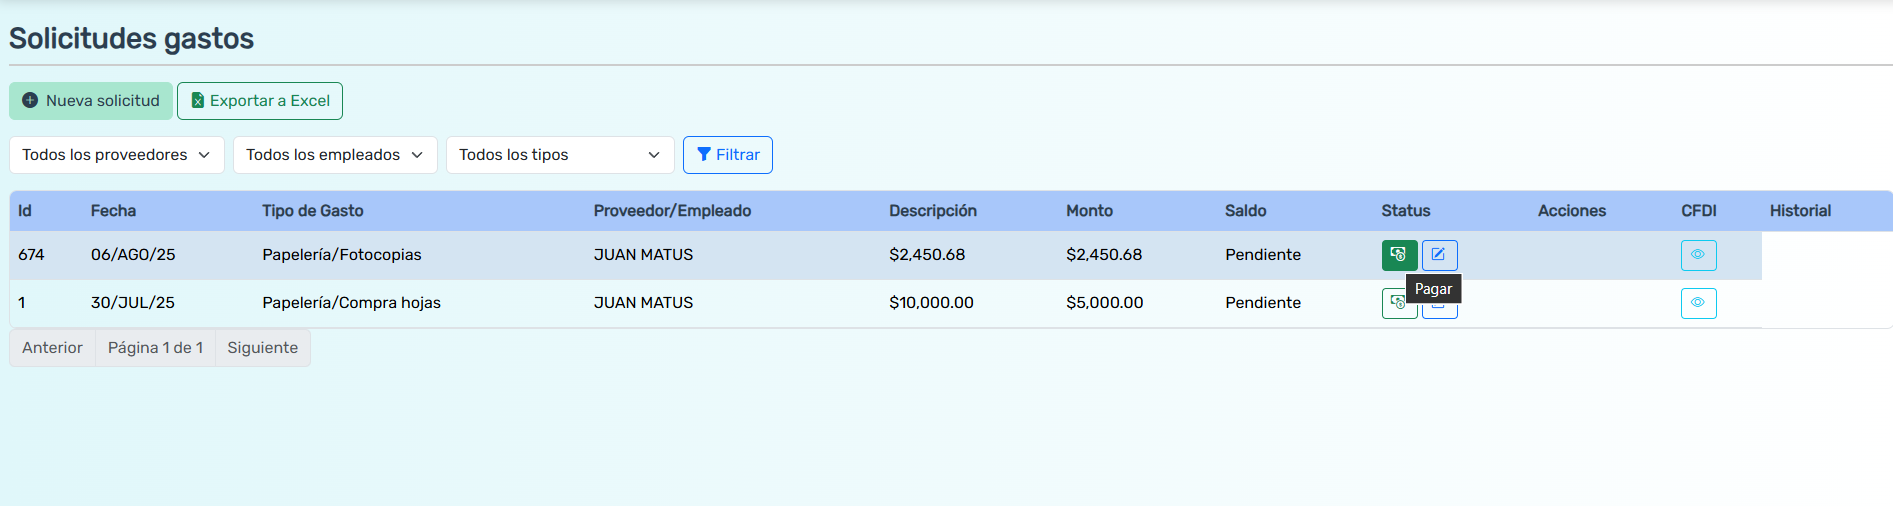 Solicitudes gastos
Nueva solicitud Exportar a Excel
Todos los proveedores Todos los empleados Todos los tipos Filtrar
Id Fecha Tipo de Gasto Proveedor/Empleado Descripción Monto Saldo Status Acciones CFDI Historial
674 06/AGO/25 Papelería/Fotocopias JUAN MATUS $2,450.68 $2,450.68 Pendiente
Pagar
1 30/JUL/25 Papelería/Compra hojas JUAN MATUS $10,000.00 $5,000.00 Pendiente
Anterior Página 1 de 1 Siguiente